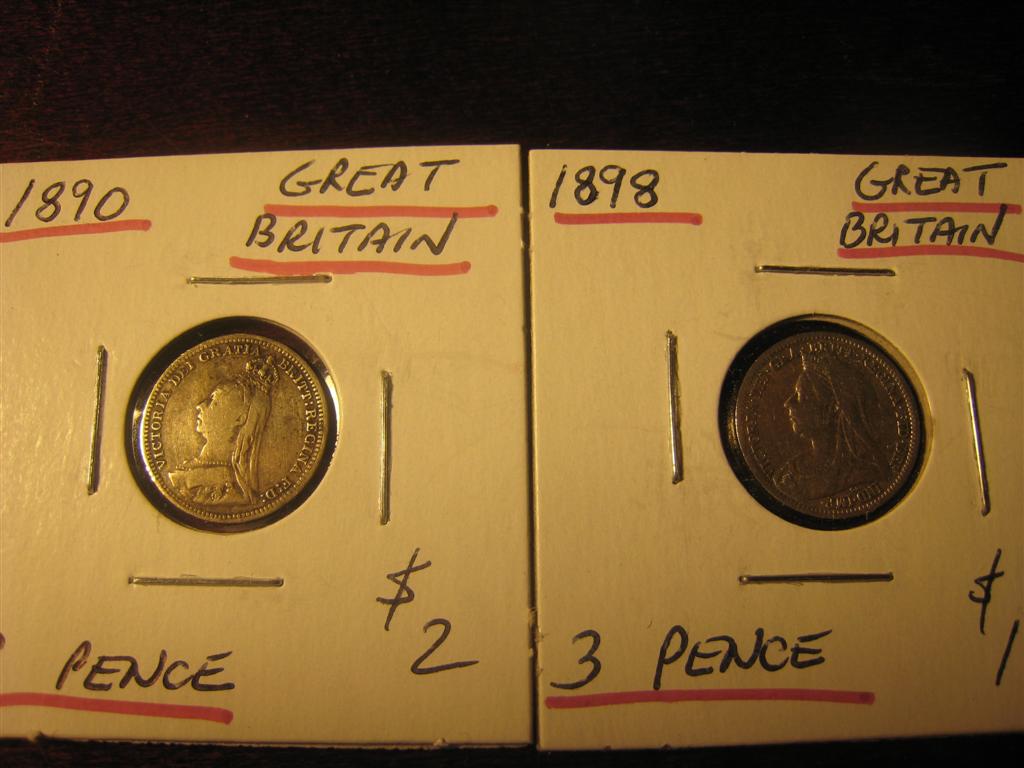 1890
GREAT
BRITAIN
VICTORIA DEI GRATIA BRITT: REGINA F:D:
$
2
PENCE
1898
GREAT
BRITAIN
$
1
3 PENCE